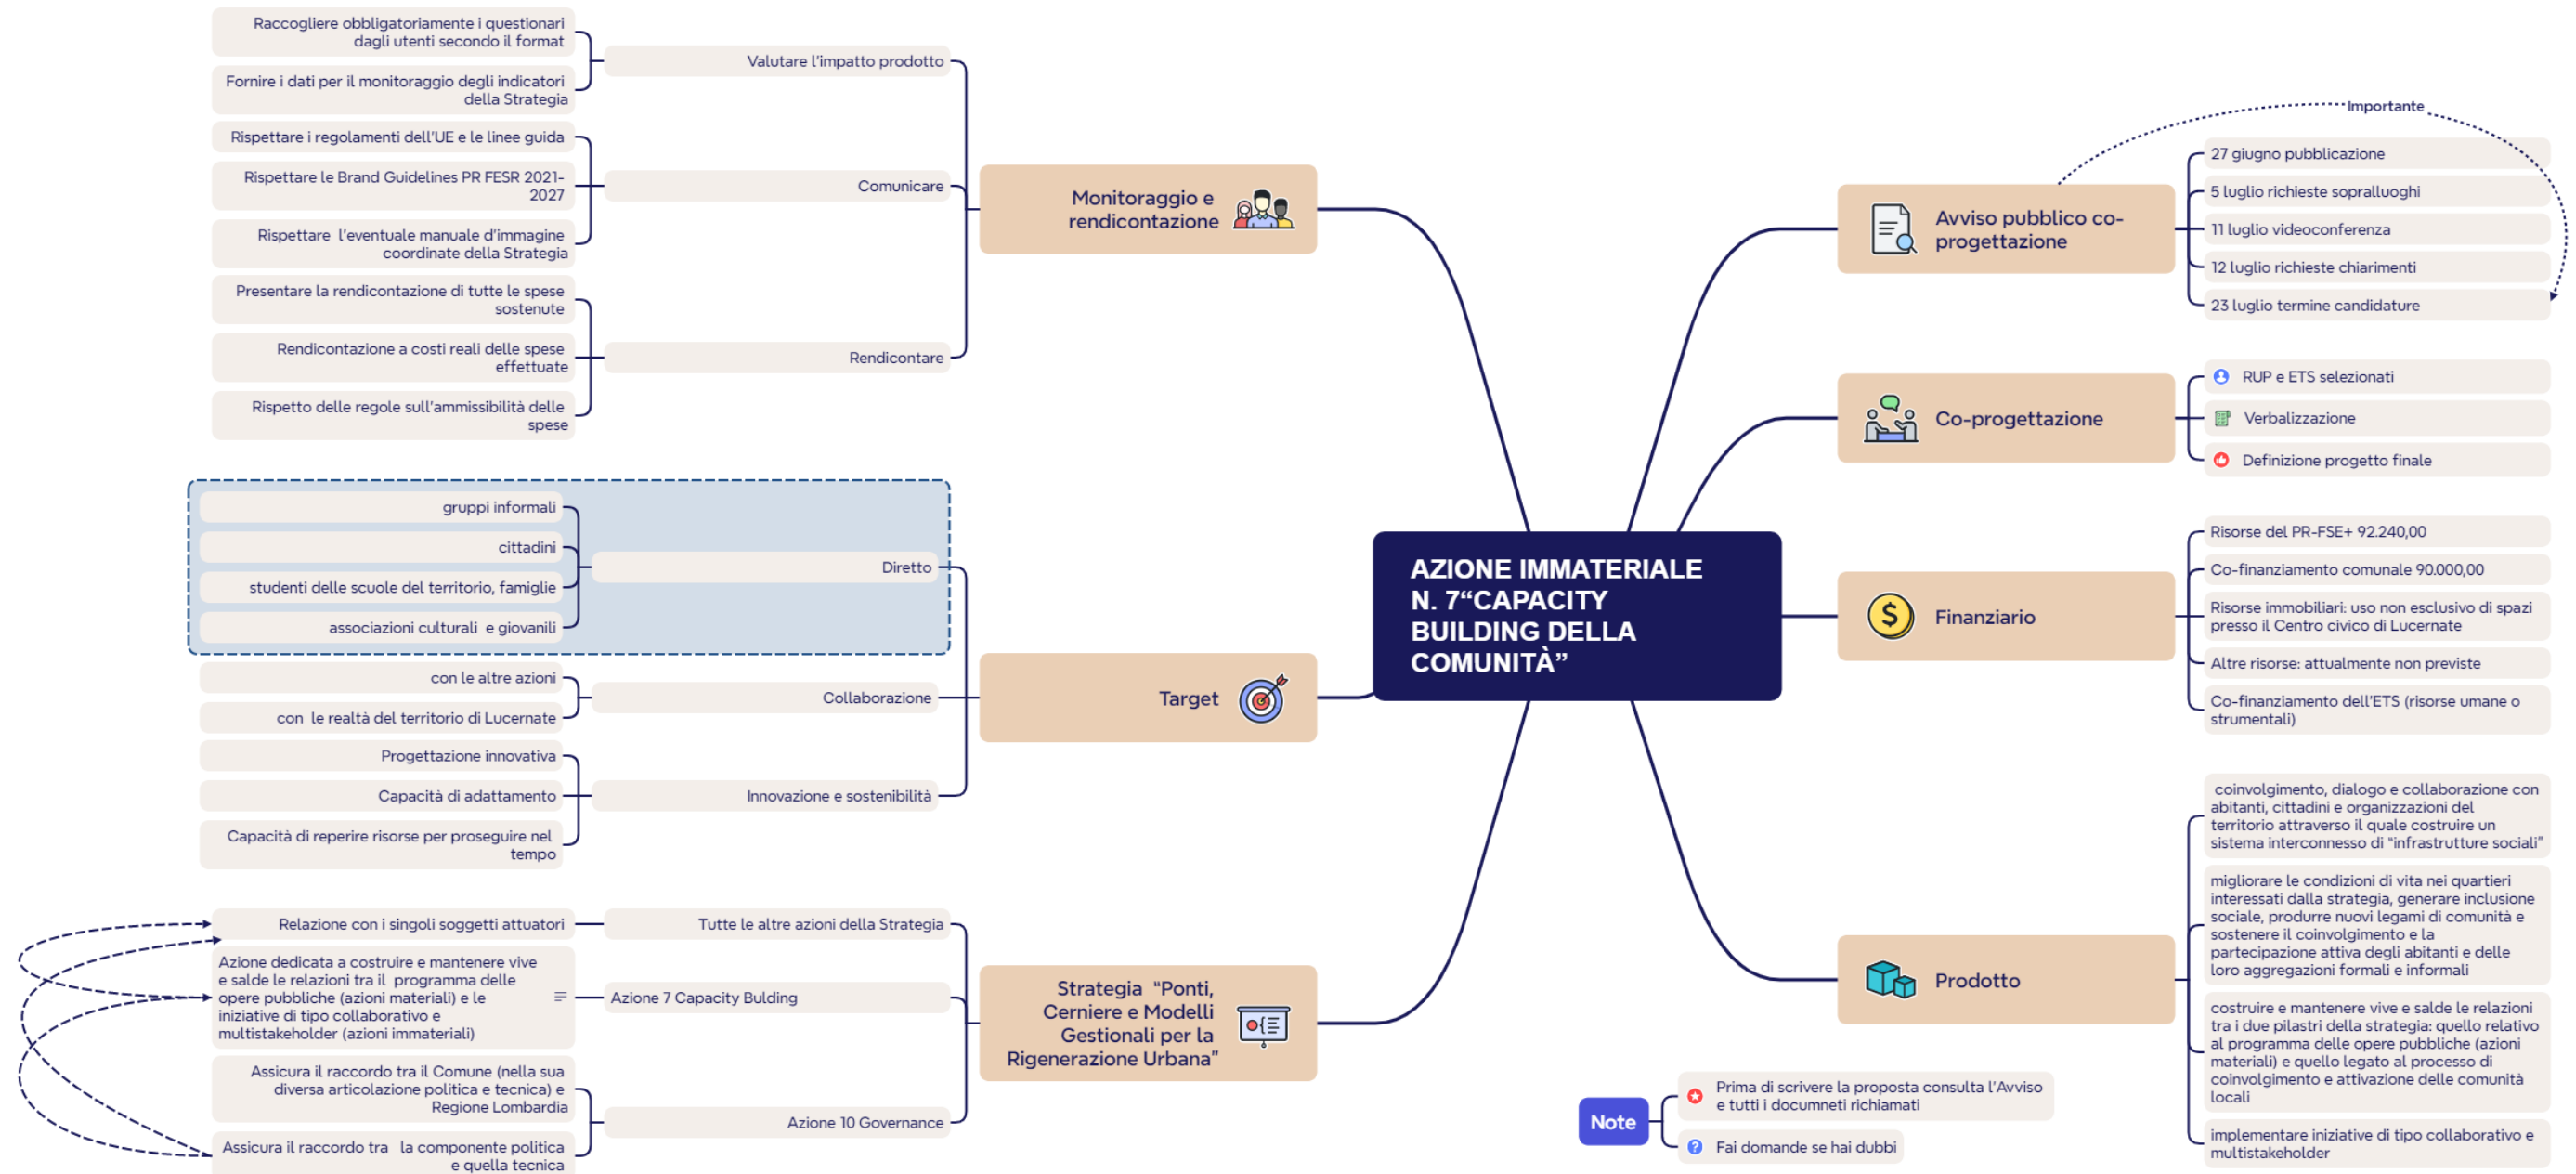 Raccogliere obbligatoriamente i questionari
dagli utenti secondo il format
Fornire i dati per il monitoraggio degli indicatori
della Strategia
Valutare l'impatto prodotto
Rispettare i regolamenti dell'UE e le linee guida
Rispettare le Brand Guidelines PR FESR 2021-
2027
Rispettare l'eventuale manuale d'immagine
coordinate della Strategia
Comunicare
Presentare la rendicontazione di tutte le spese
sostenute
Rendicontazione a costi reali delle spese
effettuate
Rispetto delle regole sull'ammissibilità delle
spese
Rendicontare
Monitoraggio e
rendicontazione
gruppi informali
cittadini
studenti delle scuole del territorio, famiglie
associazioni culturali e giovanili
Diretto
con le altre azioni
con le realtà del territorio di Lucernate
Collaborazione
Progettazione innovativa
Capacità di adattamento
Capacità di reperire risorse per proseguire nel
tempo
Innovazione e sostenibilità
Target
Relazione con i singoli soggetti attuatori
Tutte le altre azioni della Strategia
Azione dedicata a costruire e mantenere vive
e salde le relazioni tra il programma delle
opere pubbliche (azioni materiali) e le
iniziative di tipo collaborativo e
multistakeholder (azioni immateriali)
Azione 7 Capacity Bulding
Assicura il raccordo tra il Comune (nella sua
diversa articolazione politica e tecnica) e
Regione Lombardia
Assicura il raccordo tra la componente politica
e quella tecnica
Azione 10 Governance
Strategia "Ponti,
Cerniere e Modelli
Gestionali per la
Rigenerazione Urbana"
AZIONE IMMATERIALE
N. 7“CAPACITY
BUILDING DELLA
COMUNITÀ”
Importante
Avviso pubblico co-
progettazione
27 giugno pubblicazione
5 luglio richieste sopralluoghi
11 luglio videoconferenza
12 luglio richieste chiarimenti
23 luglio termine candidature
Co-progettazione
RUP e ETS selezionati
Verbalizzazione
Definizione progetto finale
Finanziario
Risorse del PR-FSE+ 92.240,00
Co-finanziamento comunale 90.000,00
Risorse immobiliari: uso non esclusivo di spazi
presso il Centro civico di Lucernate
Altre risorse: attualmente non previste
Co-finanziamento dell'ETS (risorse umane o
strumentali)
Prodotto
coinvolgimento, dialogo e collaborazione con
abitanti, cittadini e organizzazioni del
territorio attraverso il quale costruire un
sistema interconnesso di "infrastrutture sociali"
migliorare le condizioni di vita nei quartieri
interessati dalla strategia, generare inclusione
sociale, produrre nuovi legami di comunità e
sostenere il coinvolgimento e la
partecipazione attiva degli abitanti e delle
loro aggregazioni formali e informali
costruire e mantenere vive e salde le relazioni
tra i due pilastri della strategia: quello relativo
al programma delle opere pubbliche (azioni
materiali) e quello legato al processo di
coinvolgimento e attivazione delle comunità
locali
implementare iniziative di tipo collaborativo e
multistakeholder
Note
Prima di scrivere la proposta consulta l'Avviso
e tutti i documneti richiamati
Fai domande se hai dubbi